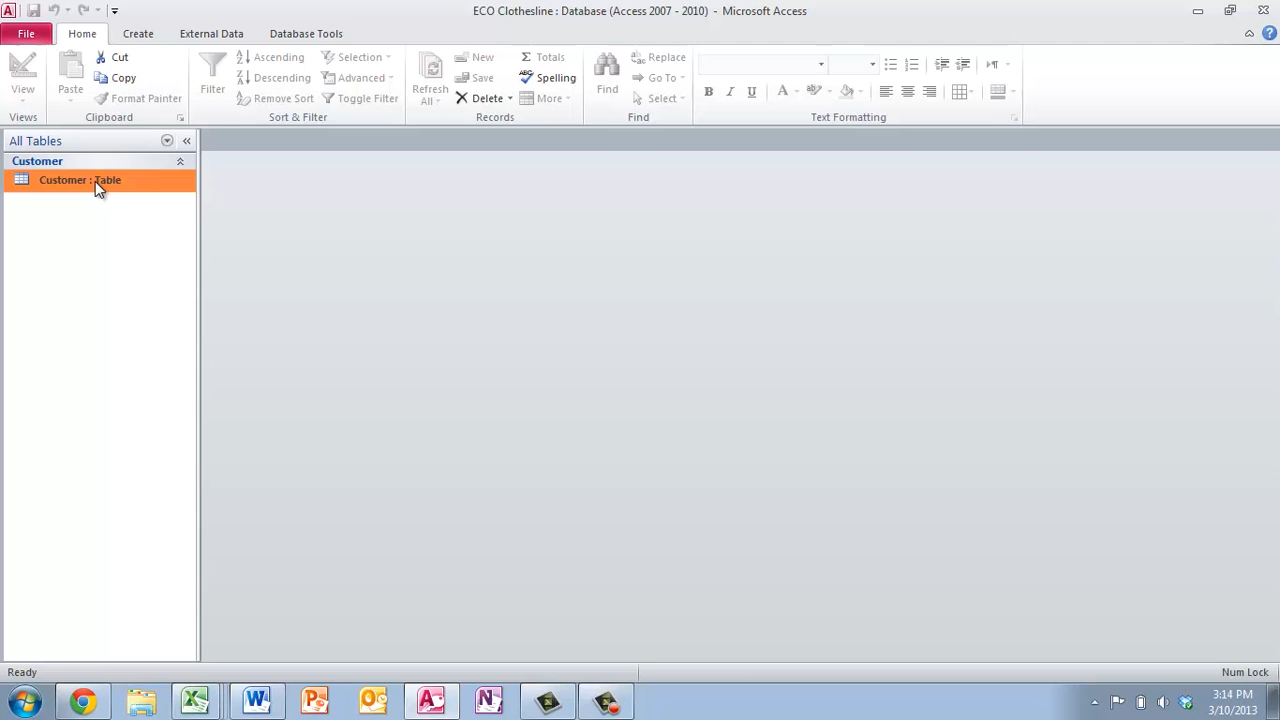 ECO Clothesline : Database (Access 2007 - 2010) - Microsoft Access
File Home Create External Data Database Tools
View
Views
Paste
Cut
Copy
Format Painter
Clipboard
Filter
Ascending
Descending
Remove Sort
Selection
Advanced
Toggle Filter
Sort & Filter
Refresh
All
New
Save
Delete
Totals
Spelling
More
Records
Find
Replace
Go To
Select
Find
B I U A
Text Formatting
All Tables
Customer
Customer : Table
Ready
Num Lock
3:14 PM
3/10/2013